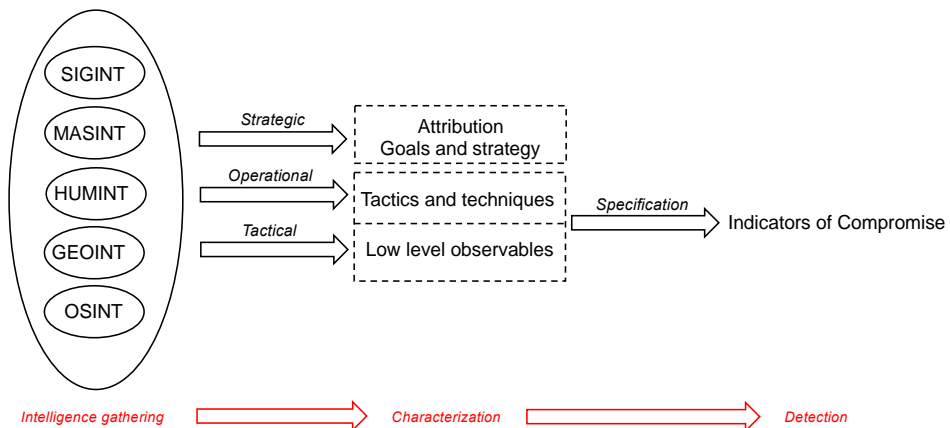 SIGINT
MASINT
HUMINT
GEOINT
OSINT
Strategic
Operational
Tactical
Attribution
Goals and strategy
Tactics and techniques
Low level observables
Specification
Indicators of Compromise
Intelligence gathering
Characterization
Detection